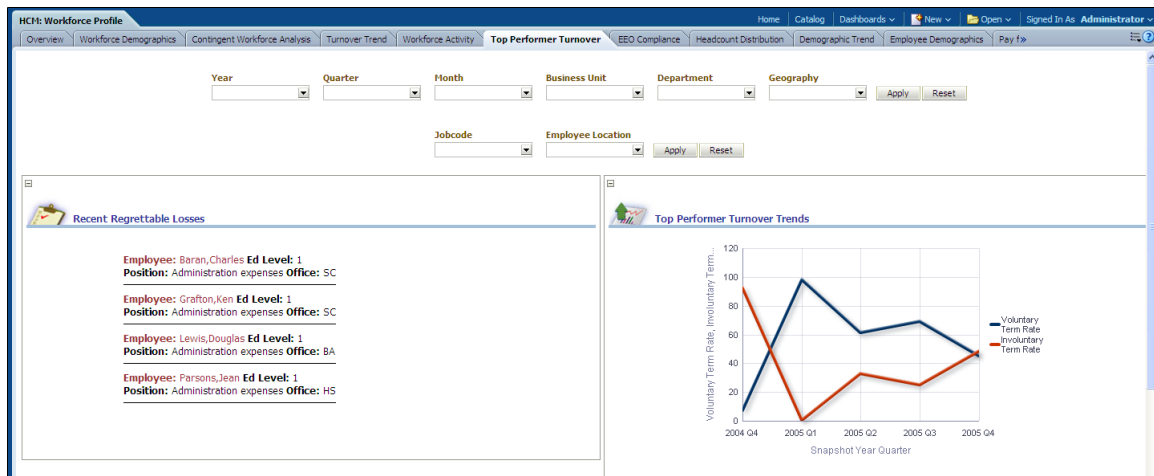 HCM: Workforce Profile
Home Catalog Dashboards New Open Signed In As Administrator
Overview Workforce Demographics Contingent Workforce Analysis Turnover Trend Workforce Activity Top Performer Turnover EEO Compliance Headcount Distribution Demographic Trend Employee Demographics Pay f»
Year Quarter Month Business Unit Department Geography
Apply Reset
Jobcode Employee Location
Apply Reset
Recent Regrettable Losses
Employee: Baran,Charles Ed Level: 1
Position: Administration expenses Office: SC
Employee: Grafton,Ken Ed Level: 1
Position: Administration expenses Office: SC
Employee: Lewis,Douglas Ed Level: 1
Position: Administration expenses Office: BA
Employee: Parsons,Jean Ed Level: 1
Position: Administration expenses Office: HS
Top Performer Turnover Trends
Voluntary Term Rate, Involuntary Term...
120
100
80
60
40
20
0
2004 Q4 2005 Q1 2005 Q2 2005 Q3 2005 Q4
Snapshot Year Quarter
Voluntary
Term Rate
Involuntary
Term Rate